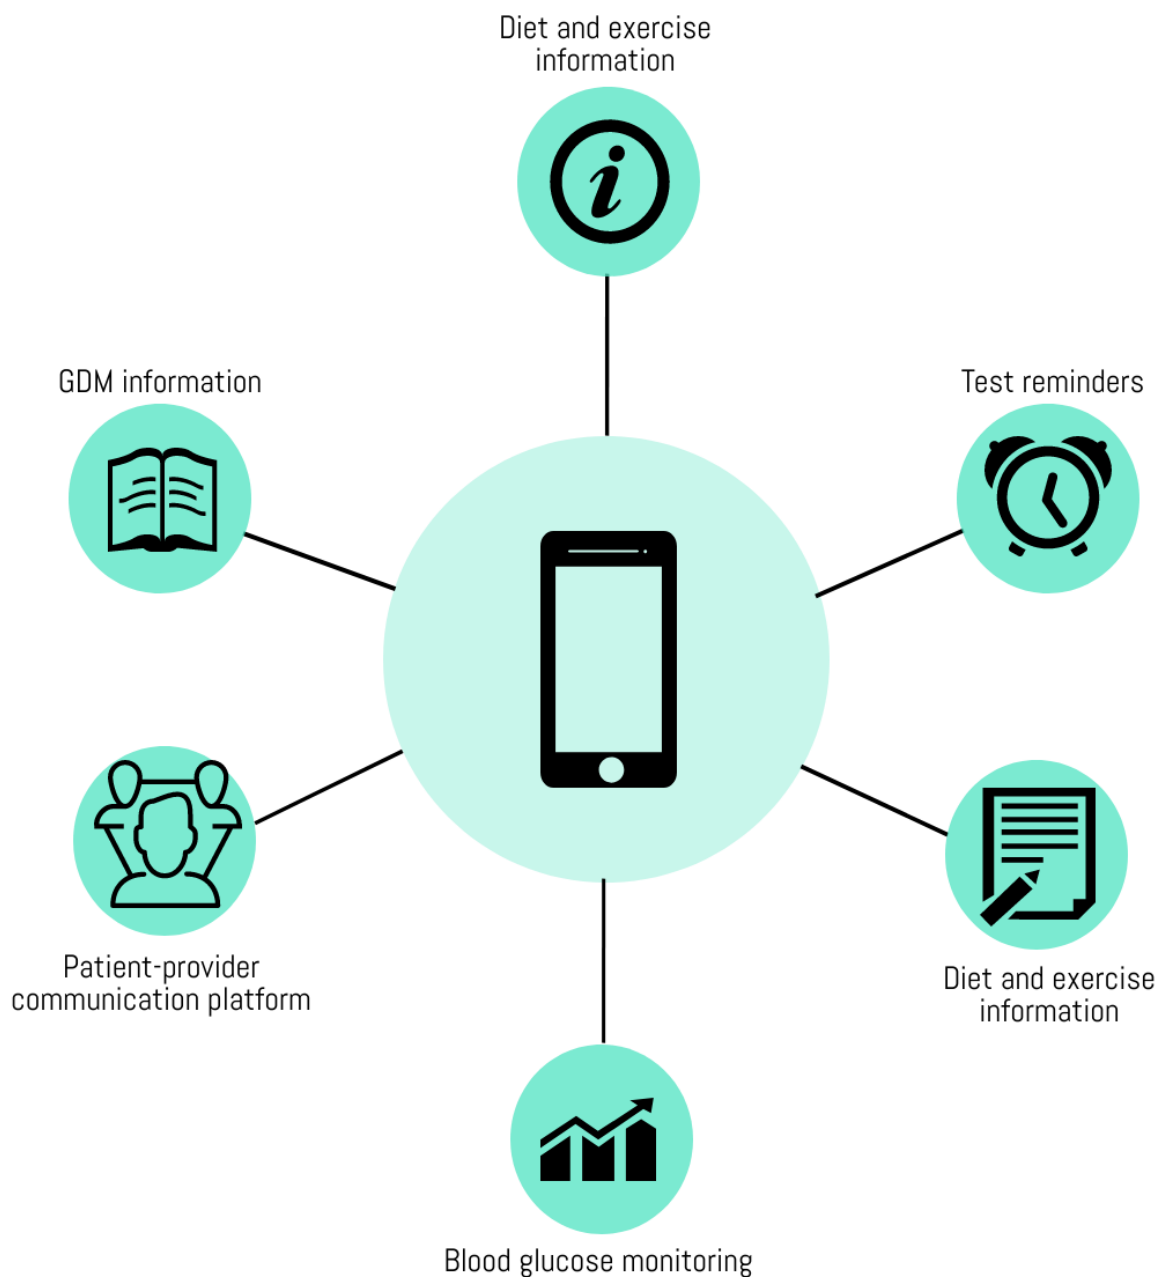 Diet and exercise
information
GDM information
Test reminders
Patient-provider
communication platform
Diet and exercise
information
Blood glucose monitoring